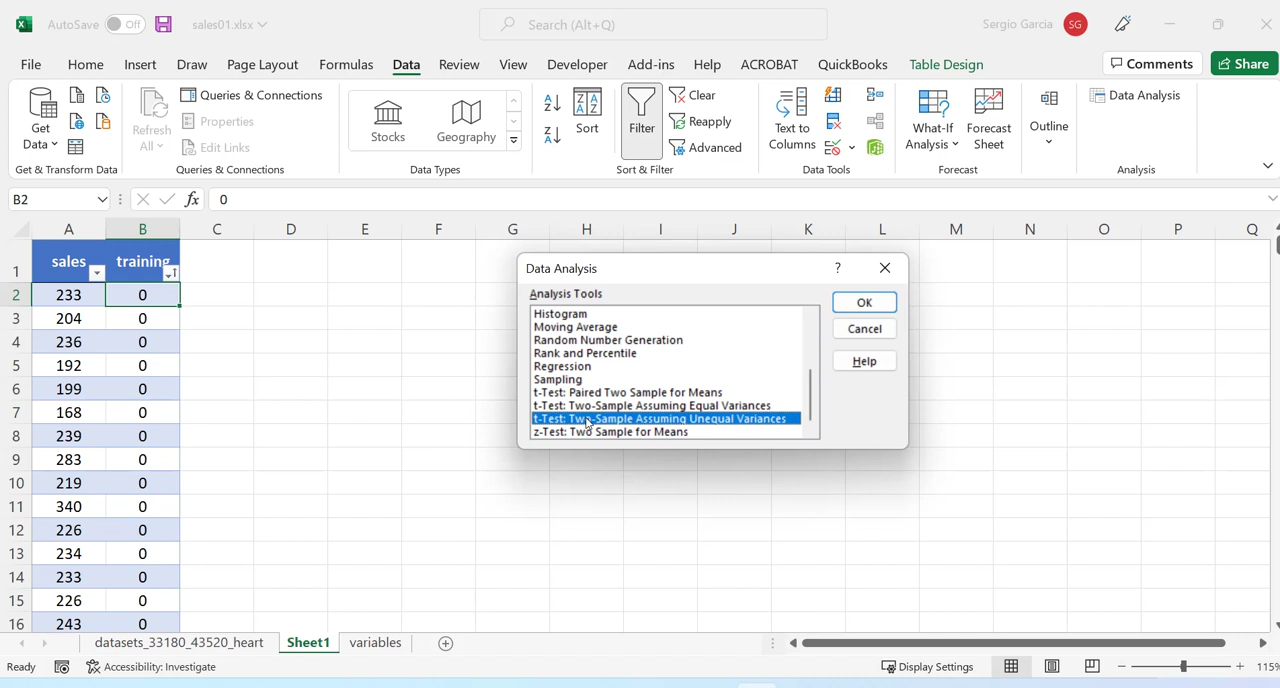 AutoSave Off sales01.xlsx Search (Alt+Q) Sergio Garcia SG
File Home Insert Draw Page Layout Formulas Data Review View Developer Add-ins Help ACROBAT QuickBooks Table Design Comments Share
Get Data
Refresh All
Queries & Connections
Properties
Edit Links
Stocks
Geography
Sort
Filter
Clear
Reapply
Advanced
Text to Columns
What-If Analysis
Forecast Sheet
Outline
Data Analysis
Get & Transform Data Queries & Connections Data Types Sort & Filter Data Tools Forecast Analysis
B2 fx 0
A B C D E F G H I J K L M N O P Q
1 sales training
2 233 0
3 204 0
4 236 0
5 192 0
6 199 0
7 168 0
8 239 0
9 283 0
10 219 0
11 340 0
12 226 0
13 234 0
14 233 0
15 226 0
16 243 0
Data Analysis ?
Analysis Tools
Histogram
Moving Average
Random Number Generation
Rank and Percentile
Regression
Sampling
t-Test: Paired Two Sample for Means
t-Test: Two-Sample Assuming Equal Variances
t-Test: Two-Sample Assuming Unequal Variances
z-Test: Two Sample for Means
OK
Cancel
Help
datasets_33180_43520_heart Sheet1 variables
Ready Accessibility: Investigate Display Settings 115%